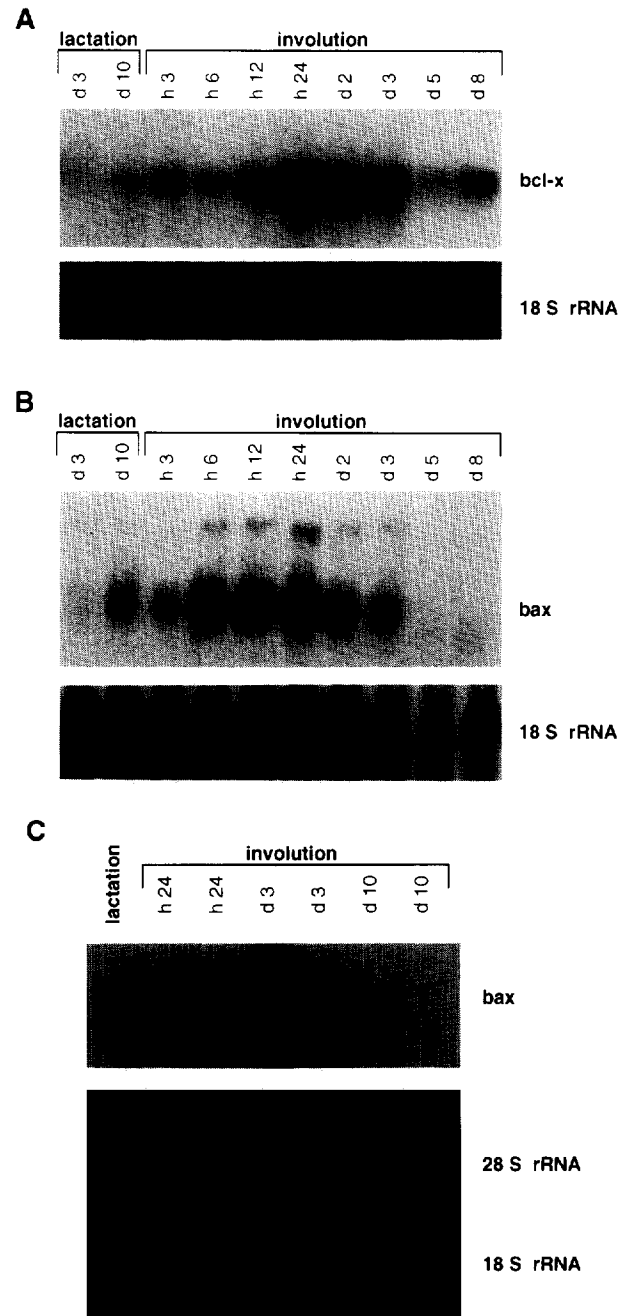 A
lactation involution
d 3 d 10 h 3 h 6 h 12 h 24 d 2 d 3 d 5 d 8
bcl-x
18 S rRNA
B
lactation involution
d 3 d 10 h 3 h 6 h 12 h 24 d 2 d 3 d 5 d 8
bax
18 S rRNA
C
lactation involution
h 24 h 24 d 3 d 3 d 10 d 10
bax
28 S rRNA
18 S rRNA